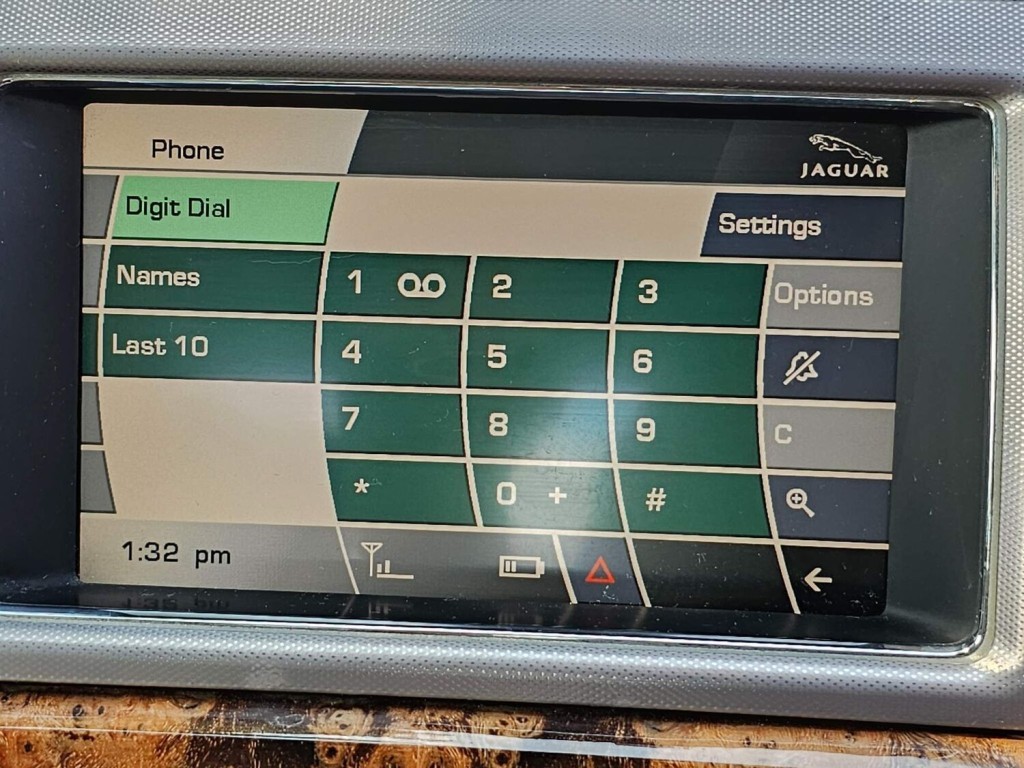 Phone
JAGUAR
Digit Dial
Settings
Names
1 2 3
Options
Last 10
4 5 6
7 8 9
C
* 0 + #
1:32 pm